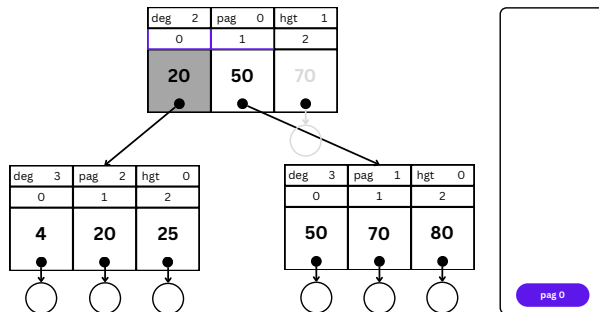 deg 2 pag 0 hgt 1
0 1 2
20 50 70
deg 3 pag 2 hgt 0
0 1 2
4 20 25
deg 3 pag 1 hgt 0
0 1 2
50 70 80
pag 0